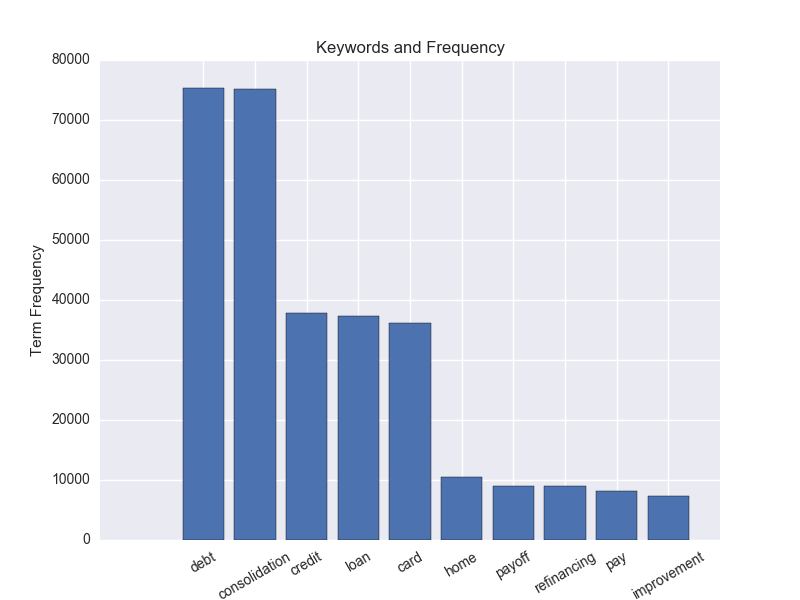 Keywords and Frequency
80000
70000
60000
50000
40000
30000
20000
10000
0
Term Frequency
debt
consolidation
credit
loan
card
home
payoff
refinancing
pay
improvement